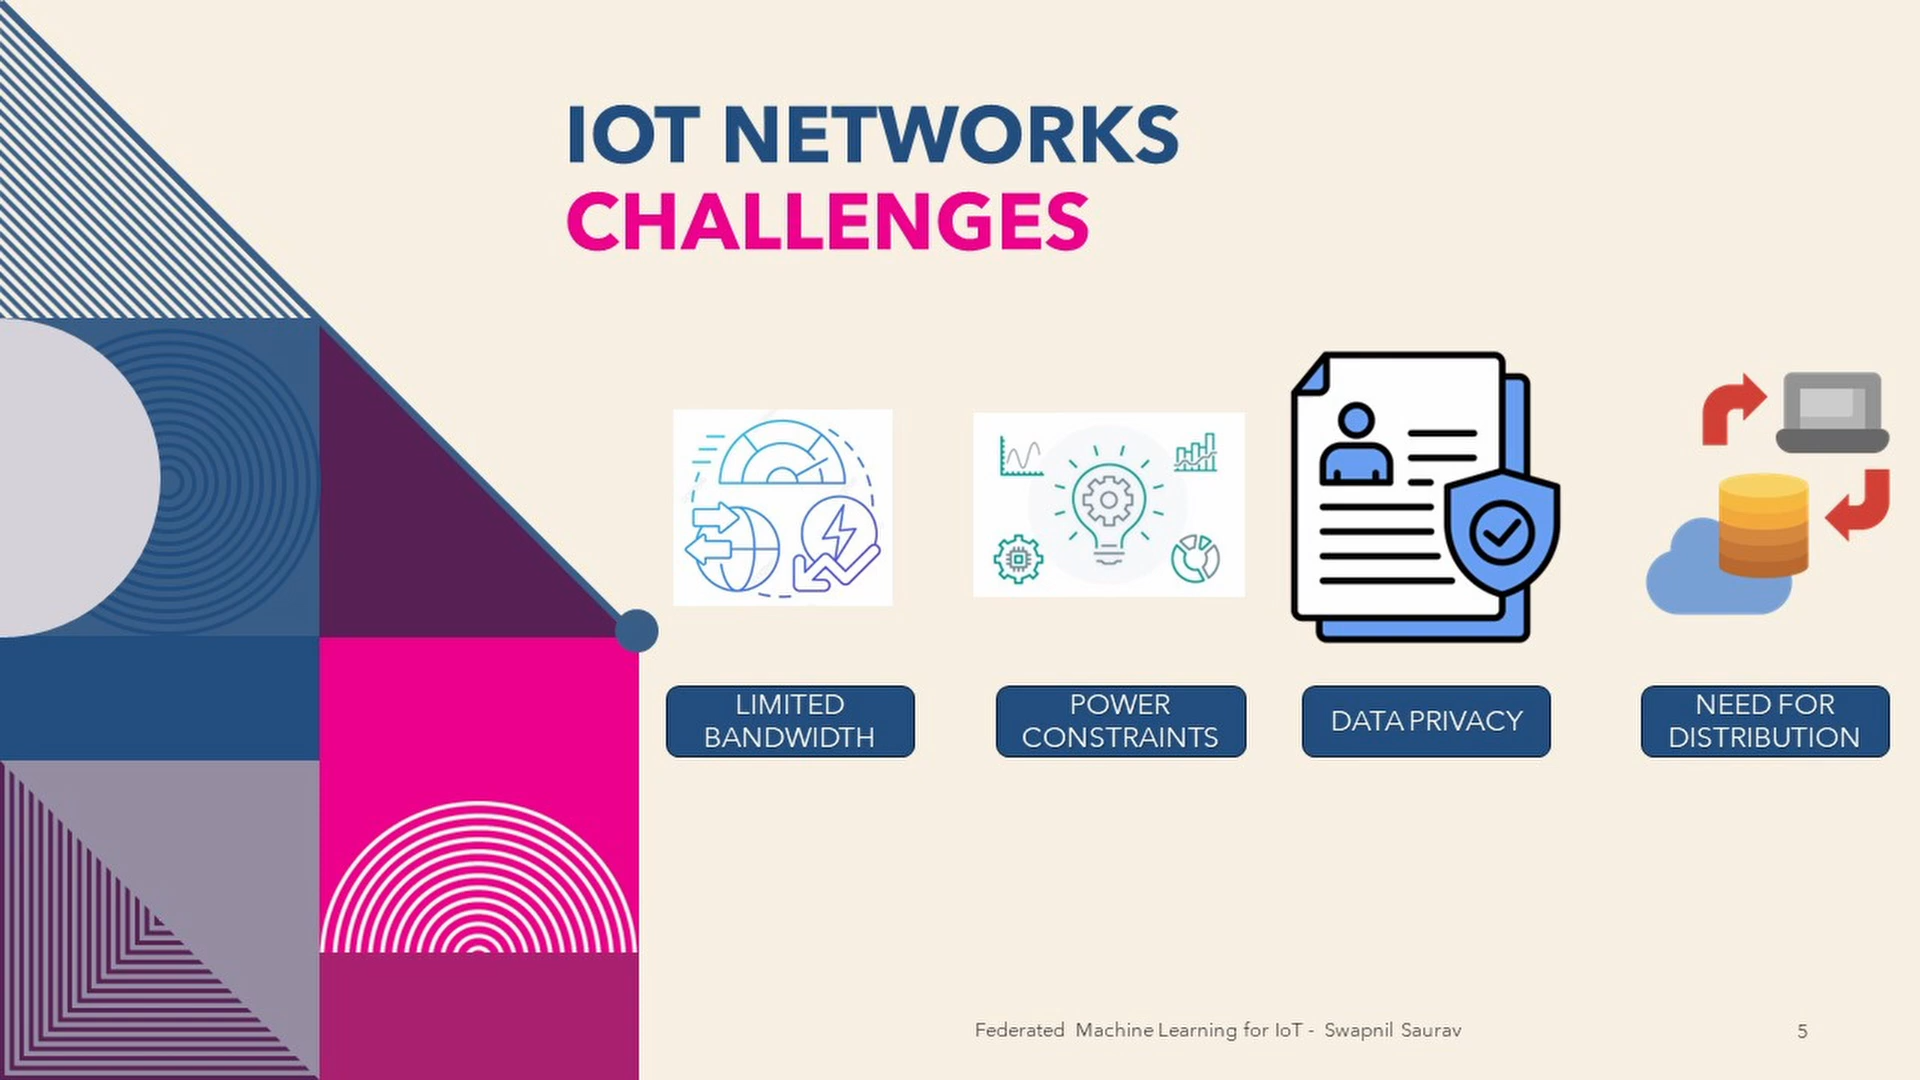 IOT NETWORKS
CHALLENGES
LIMITED
BANDWIDTH
POWER
CONSTRAINTS
DATA PRIVACY
NEED FOR
DISTRIBUTION
Federated Machine Learning for IoT - Swapnil Saurav
5